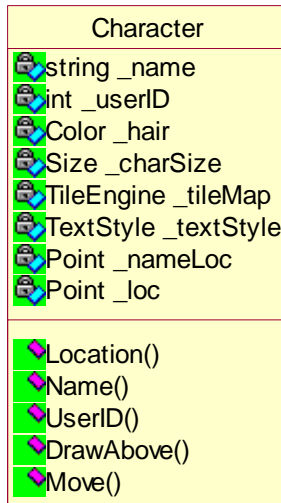 Character
string _name
int _userID
Color _hair
Size _charSize
TileEngine _tileMap
TextStyle _textStyle
Point _nameLoc
Point _loc
Location()
Name()
UserID()
DrawAbove()
Move()